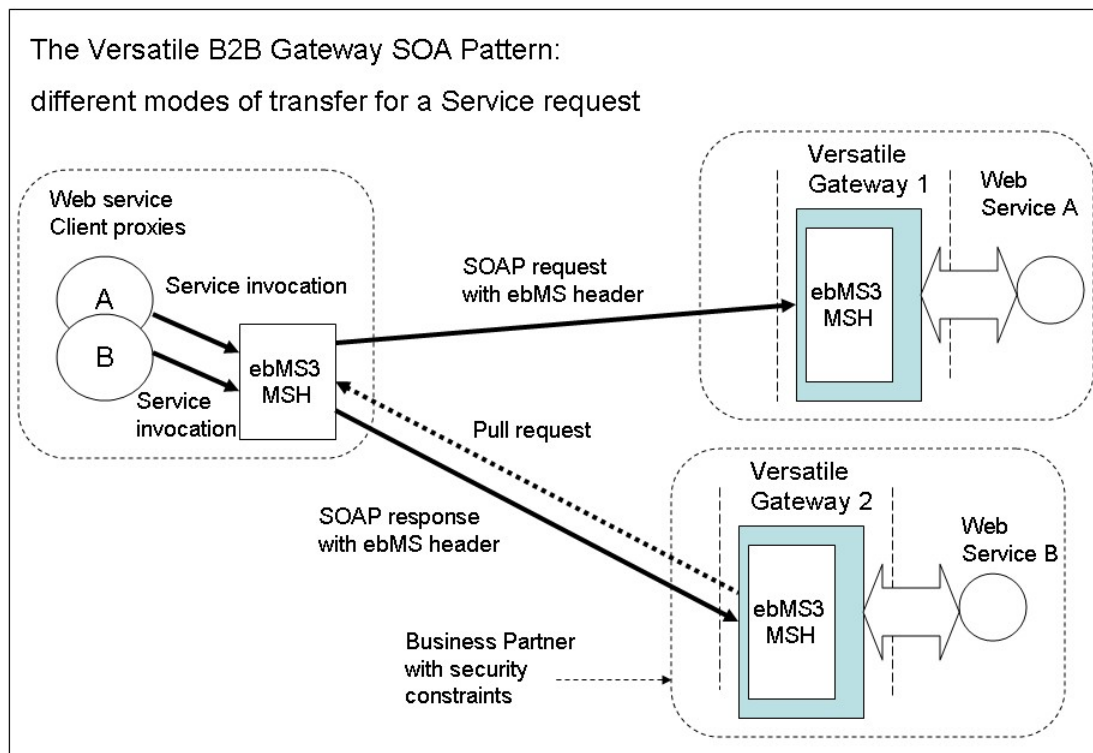 The Versatile B2B Gateway SOA Pattern:
different modes of transfer for a Service request
Web service
Client proxies
A
B
Service invocation
Service
invocation
ebMS3
MSH
SOAP request
with ebMS header
Versatile
Gateway 1
ebMS3
MSH
Web
Service A
Pull request
SOAP response
with ebMS header
Versatile
Gateway 2
ebMS3
MSH
Web
Service B
Business Partner
with security
constraints